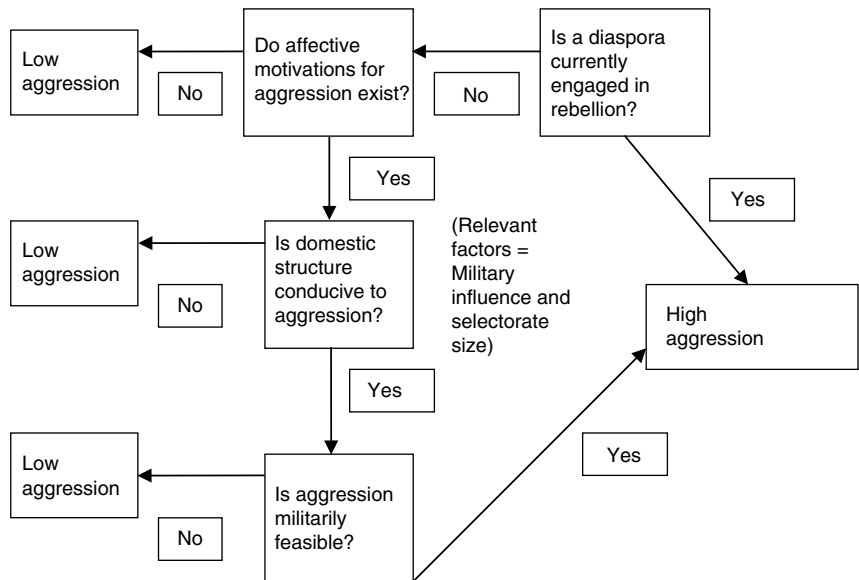 Low
aggression
No
Do affective
motivations for
aggression exist?
No
Is a diaspora
currently
engaged in
rebellion?
Yes
Yes
Low
aggression
No
Is domestic
structure
conducive to
aggression?
(Relevant
factors =
Military
influence and
selectorate
size)
High
aggression
Yes
Low
aggression
No
Is aggression
militarily
feasible?
Yes